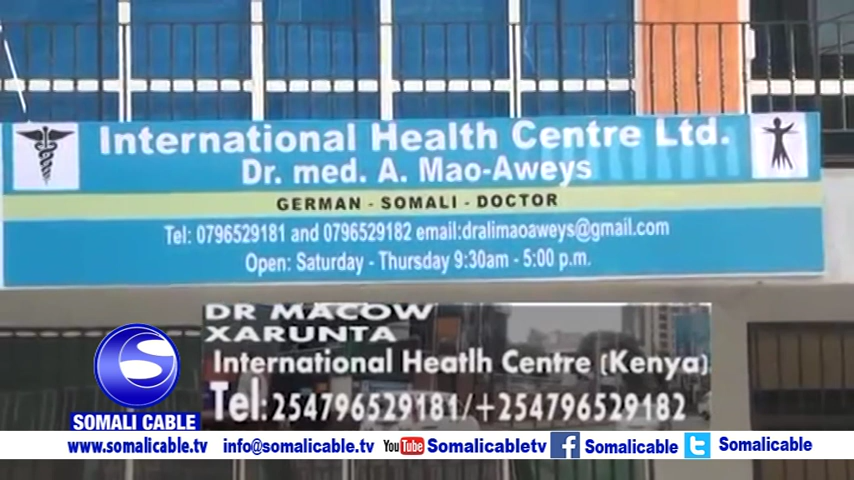 International Health Centre Ltd.
Dr. med. A. Mao-Aweys
GERMAN - SOMALI - DOCTOR
Tel: 0796529181 and 0796529182 email:dralimaoaweys@gmail.com
Open: Saturday - Thursday 9:30am - 5:00 p.m.
DR MACOW
XARUNTA
International Heatlh Centre (Kenya)
Tel:254796529181/+254796529182
S
SOMALI CABLE
www.somalicable.tv info@somalicable.tv YouTube Somalicabletv f Somalicable Somalicable